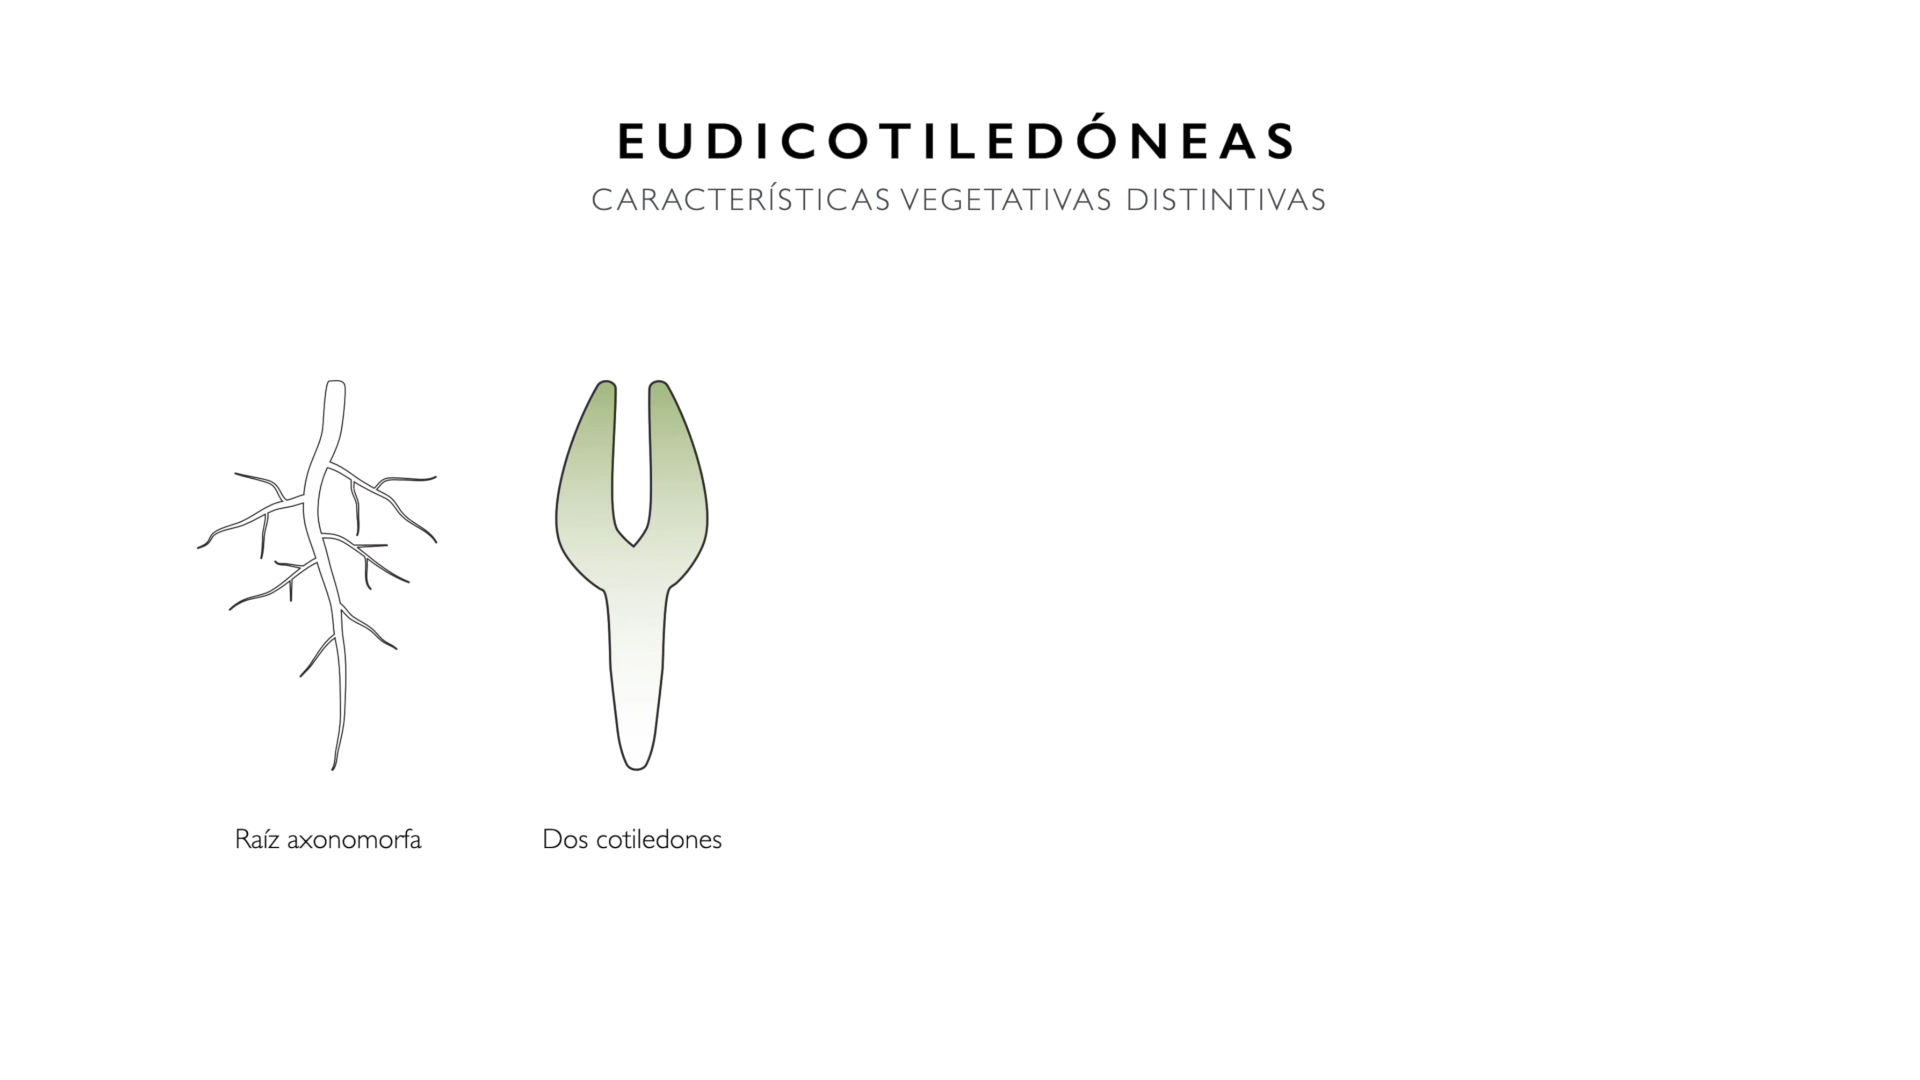 EUDICOTILEDÓNEAS
CARACTERÍSTICAS VEGETATIVAS DISTINTIVAS
Raíz axonomorfa
Dos cotiledones